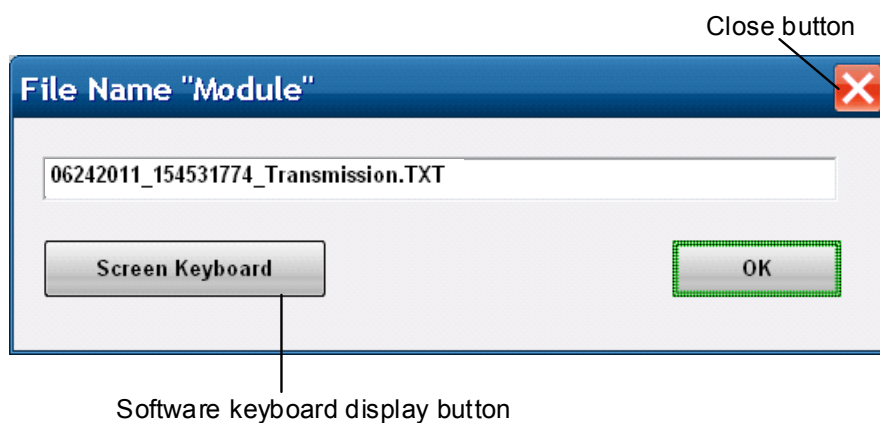 Close button
File Name "Module"
06242011_154531774_Transmission.TXT
Screen Keyboard
OK
Software keyboard display button